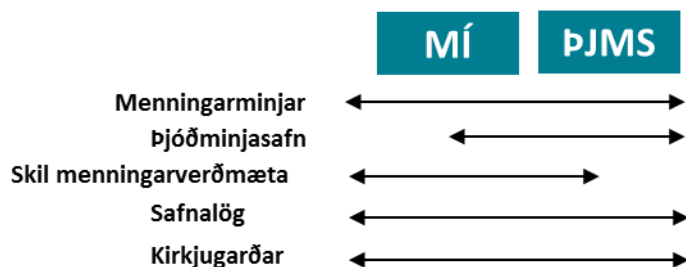 MÍ ÞJMS
Menningarminjar
Þjóðminjasafn
Skil menningarverðmæta
Safnalög
Kirkjugarðar